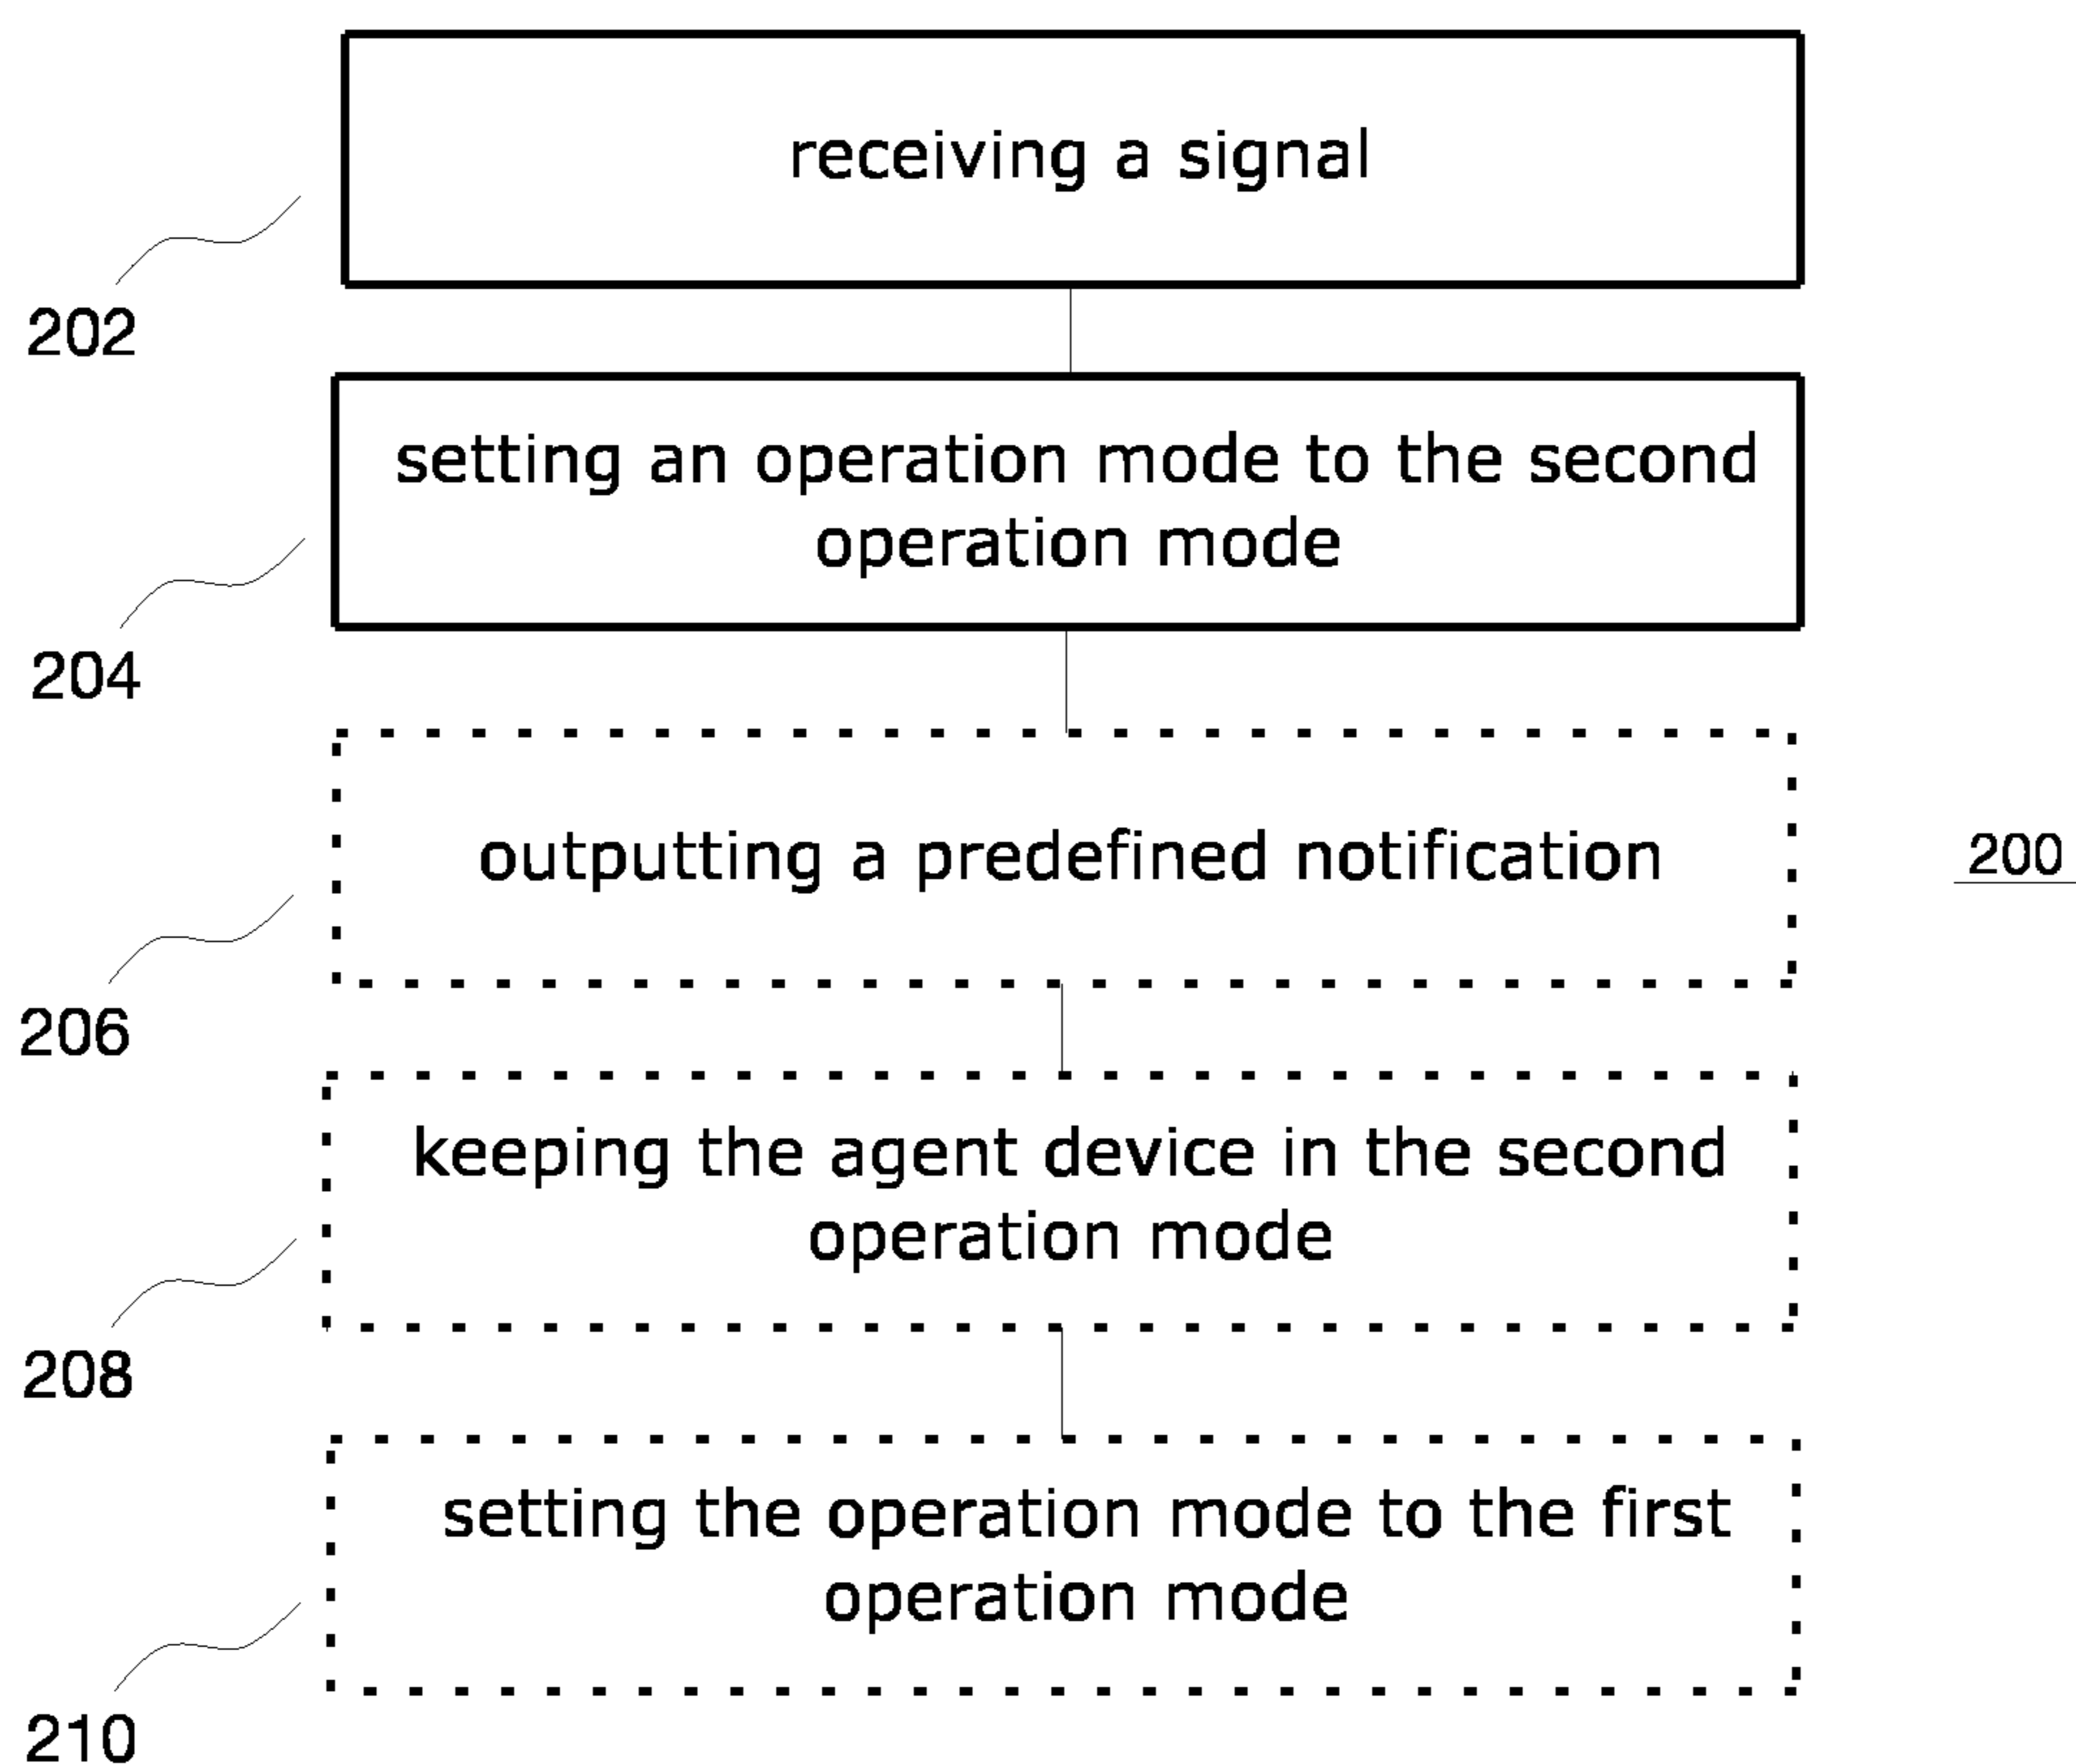 receiving a signal
202
setting an operation mode to the second
operation mode
204
outputting a predefined notification
200
206
keeping the agent device in the second
operation mode
208
setting the operation mode to the first
operation mode
210